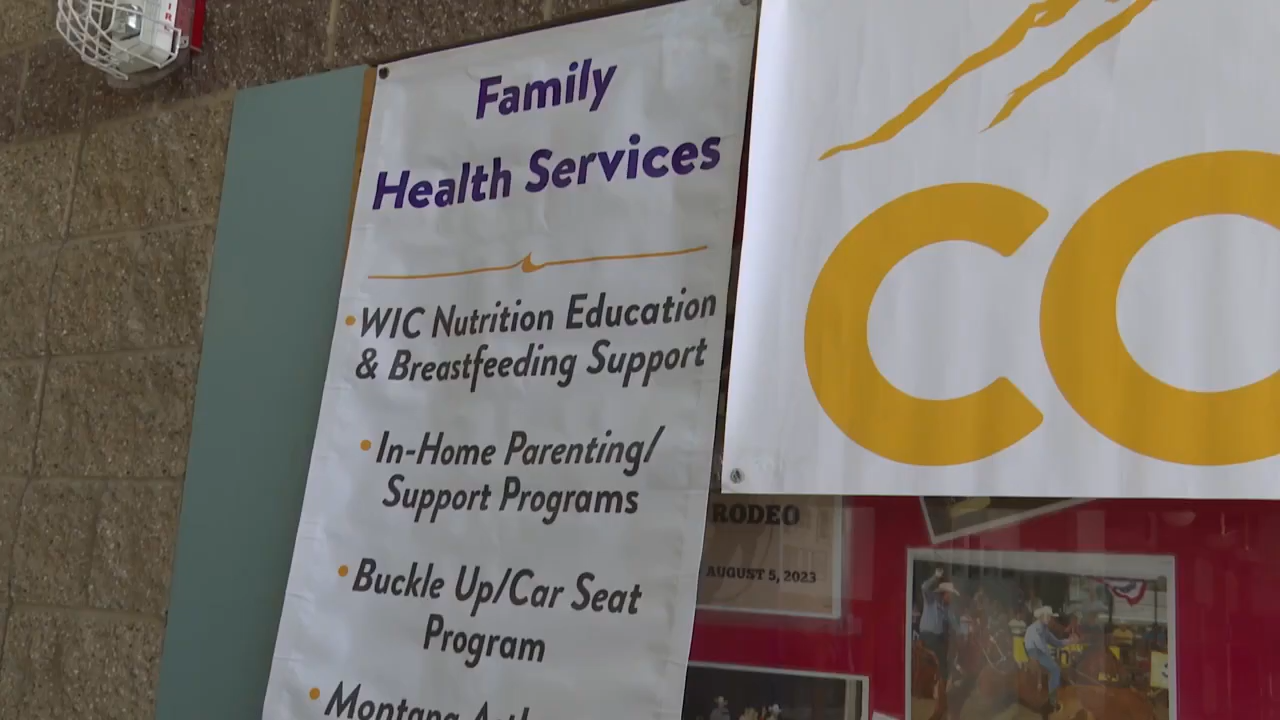 Family
Health Services
• WIC Nutrition Education
& Breastfeeding Support
• In-Home Parenting/
Support Programs
• Buckle Up/Car Seat
Program
• Montana
CO
RODEO
AUGUST 5, 2023